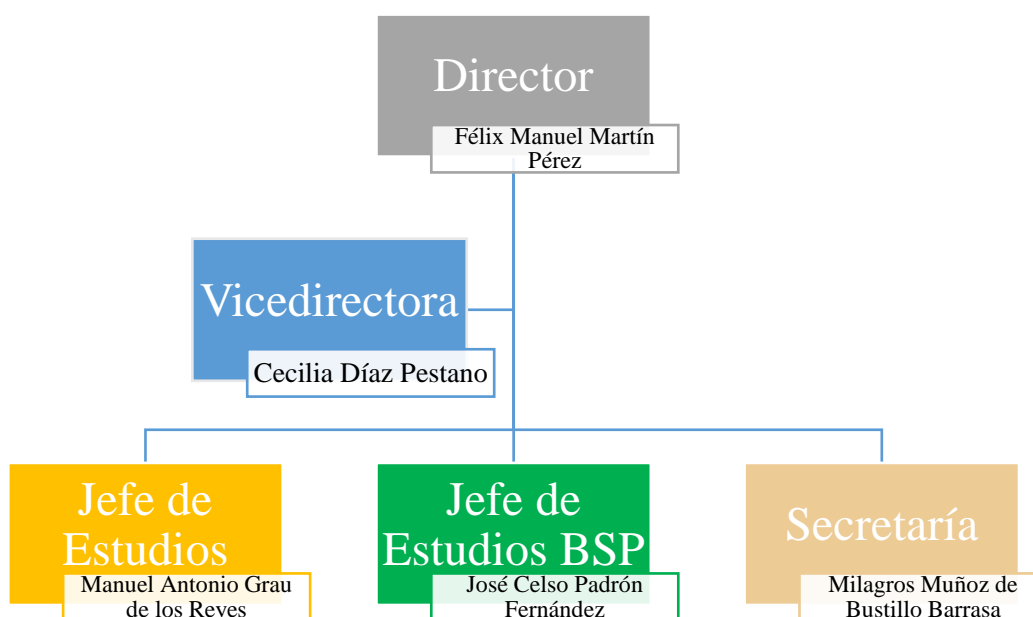 Director
Félix Manuel Martín
Pérez
Vicedirectora
Cecilia Díaz Pestano
Jefe de
Estudios
Manuel Antonio Grau
de los Reyes
Jefe de
Estudios BSP
José Celso Padrón
Fernández
Secretaría
Milagros Muñoz de
Bustillo Barrasa